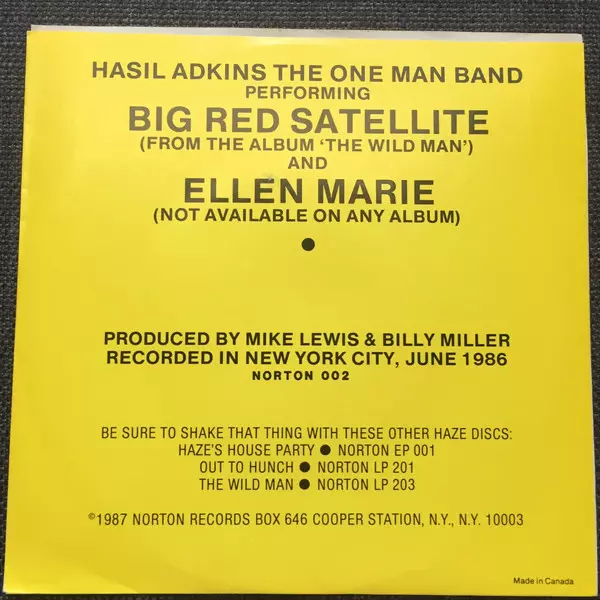 HASIL ADKINS THE ONE MAN BAND
PERFORMING
BIG RED SATELLITE
(FROM THE ALBUM 'THE WILD MAN')
AND
ELLEN MARIE
(NOT AVAILABLE ON ANY ALBUM)
●
PRODUCED BY MIKE LEWIS & BILLY MILLER
RECORDED IN NEW YORK CITY, JUNE 1986
NORTON 002
BE SURE TO SHAKE THAT THING WITH THESE OTHER HAZE DISCS:
HAZE'S HOUSE PARTY ● NORTON EP 001
OUT TO HUNCH ● NORTON LP 201
THE WILD MAN ● NORTON LP 203
©1987 NORTON RECORDS BOX 646 COOPER STATION, N.Y., N.Y. 10003
Made in Canada